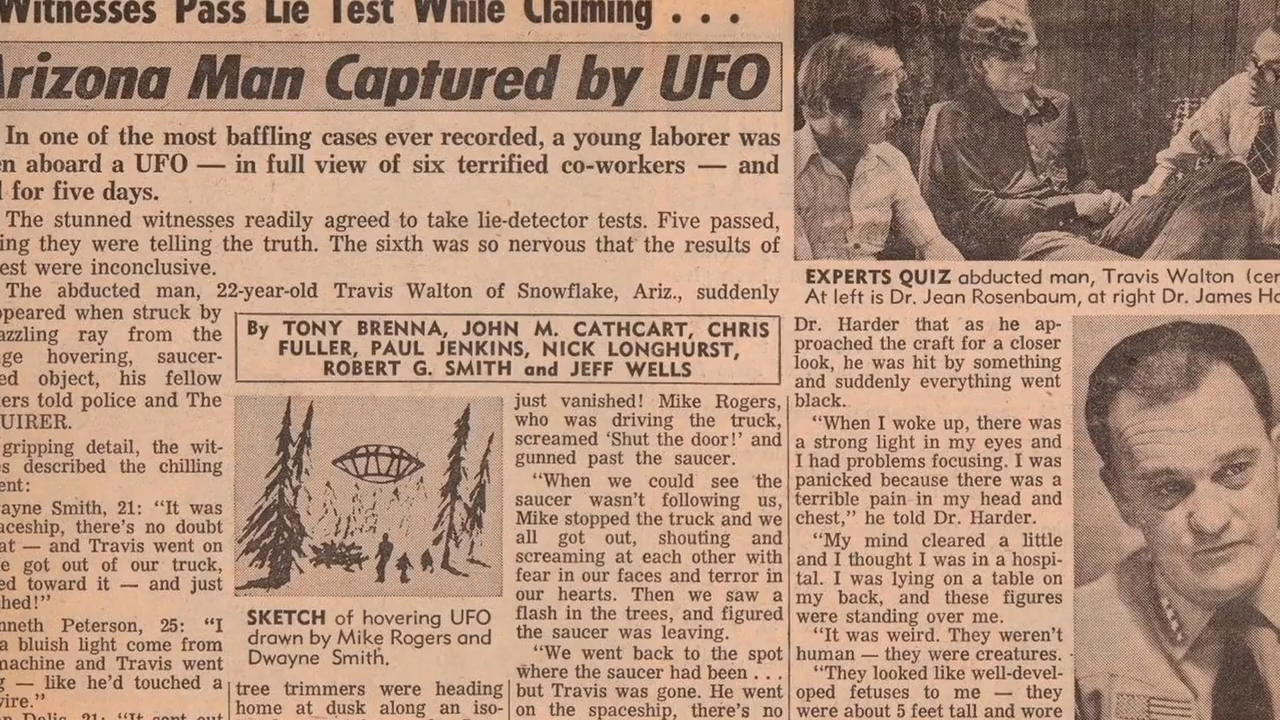 Witnesses Pass Lie Test While Claiming . . .
Arizona Man Captured by UFO
In one of the most baffling cases ever recorded, a young laborer was
en aboard a UFO — in full view of six terrified co-workers — and
for five days.
The stunned witnesses readily agreed to take lie-detector tests. Five passed,
ing they were telling the truth. The sixth was so nervous that the results of
est were inconclusive.
The abducted man, 22-year-old Travis Walton of Snowflake, Ariz., suddenly
ppeared when struck by
azzling ray from the
ge hovering, saucer-
ed object, his fellow
ers told police and The
UIRER.
gripping detail, the wit-
es described the chilling
ent:
wayne Smith, 21: "It was
aceship, there's no doubt
at — and Travis went on
e got out of our truck,
ed toward it — and just
hed!"
nneth Peterson, 25: "I
a bluish light come from
machine and Travis went
g — like he'd touched a
vire."
n Dalis, 21: "It sent out
By TONY BRENNA, JOHN M. CATHCART, CHRIS
FULLER, PAUL JENKINS, NICK LONGHURST,
ROBERT G. SMITH and JEFF WELLS
SKETCH of hovering UFO
drawn by Mike Rogers and
Dwayne Smith.
tree trimmers were heading
home at dusk along an iso-
just vanished! Mike Rogers,
who was driving the truck,
screamed 'Shut the door!' and
gunned past the saucer.
"When we could see the
saucer wasn't following us,
Mike stopped the truck and we
all got out, shouting and
screaming at each other with
fear in our faces and terror in
our hearts. Then we saw a
flash in the trees, and figured
the saucer was leaving.
"We went back to the spot
where the saucer had been . . .
but Travis was gone. He went
on the spaceship, there's no
EXPERTS QUIZ abducted man, Travis Walton (cen
At left is Dr. Jean Rosenbaum, at right Dr. James Ha
Dr. Harder that as he ap-
proached the craft for a closer
look, he was hit by something
and suddenly everything went
black.
"When I woke up, there was
a strong light in my eyes and
I had problems focusing. I was
panicked because there was a
terrible pain in my head and
chest," he told Dr. Harder.
"My mind cleared a little
and I thought I was in a hospi-
tal. I was lying on a table on
my back, and these figures
were standing over me.
"It was weird. They weren't
human — they were creatures.
"They looked like well-devel-
oped fetuses to me — they
were about 5 feet tall and wore